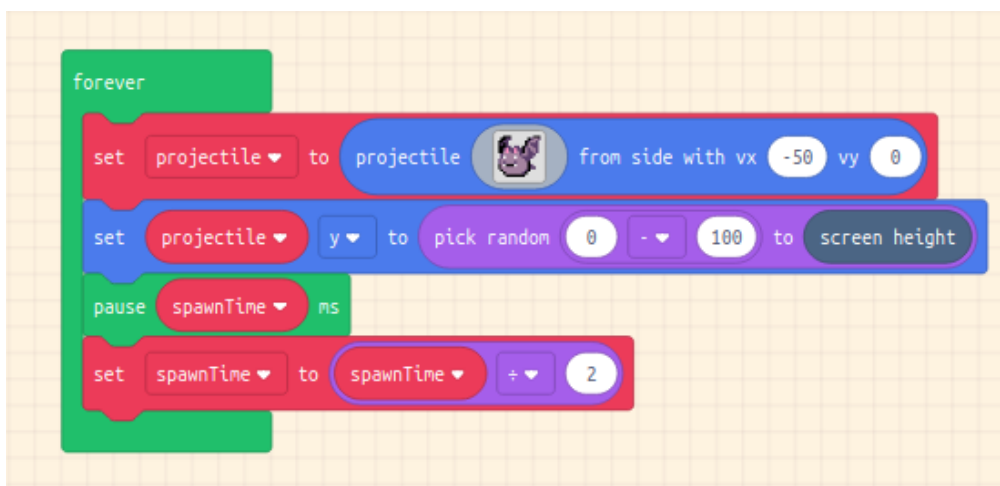 forever
set projectile to projectile from side with vx -50 vy 0
set projectile y to pick random 0 - 100 to screen height
pause spawnTime ms
set spawnTime to spawnTime ÷ 2